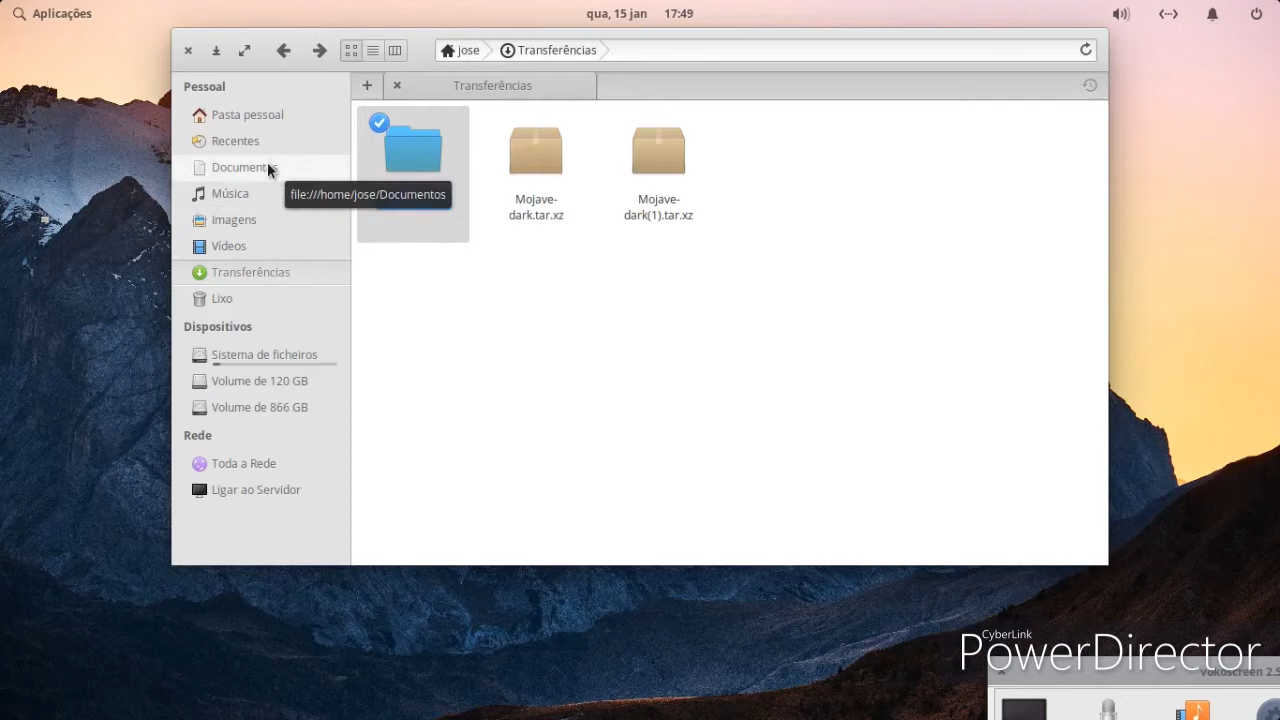 Aplicações
qua, 15 jan 17:49
jose
Transferências
Pessoal
Transferências
Pasta pessoal
Recentes
Documentos
file:///home/jose/Documentos
Música
Imagens
Vídeos
Transferências
Lixo
Mojave-
dark.tar.xz
Mojave-
dark(1).tar.xz
Dispositivos
Sistema de ficheiros
Volume de 120 GB
Volume de 866 GB
Rede
Toda a Rede
Ligar ao Servidor
CyberLink
PowerDirector